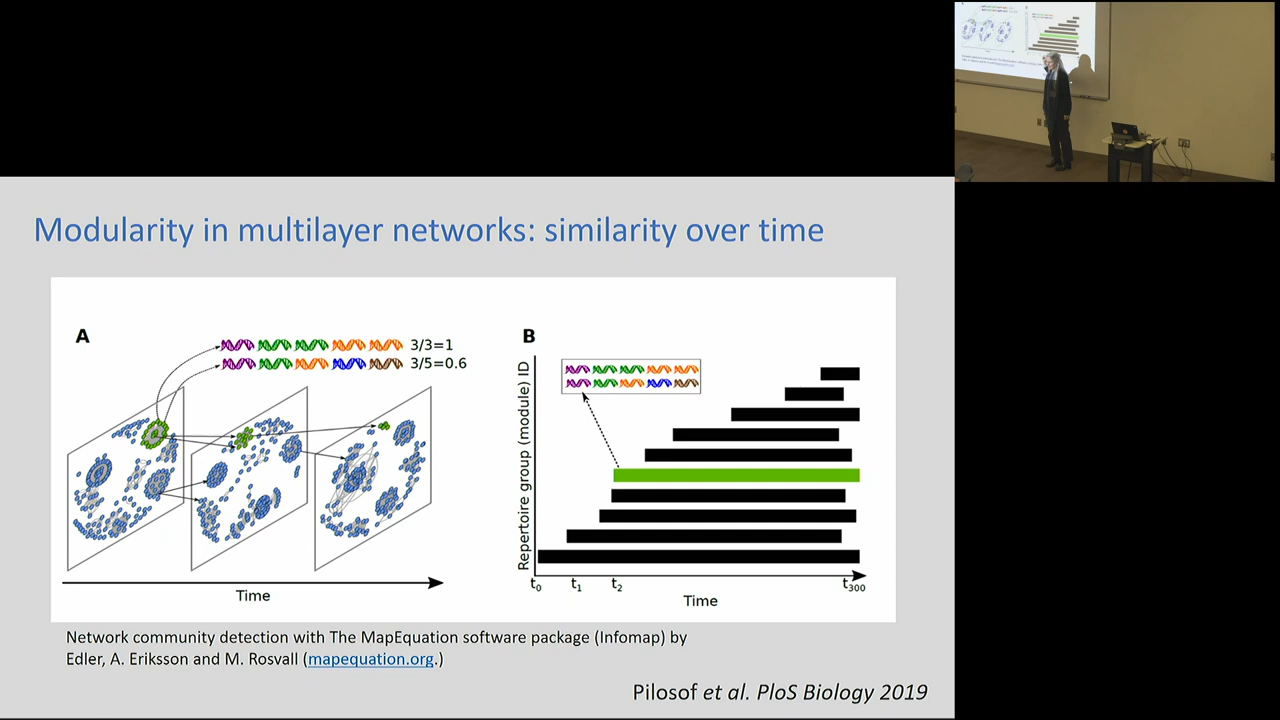 Modularity in multilayer networks: similarity over time
A
3/3=1
3/5=0.6
Time
B
Repertoire group (module) ID
t0 t1 t2 t300
Time
Network community detection with The MapEquation software package (Infomap) by
Edler, A. Eriksson and M. Rosvall (mapequation.org.)
Pilosof et al. PloS Biology 2019